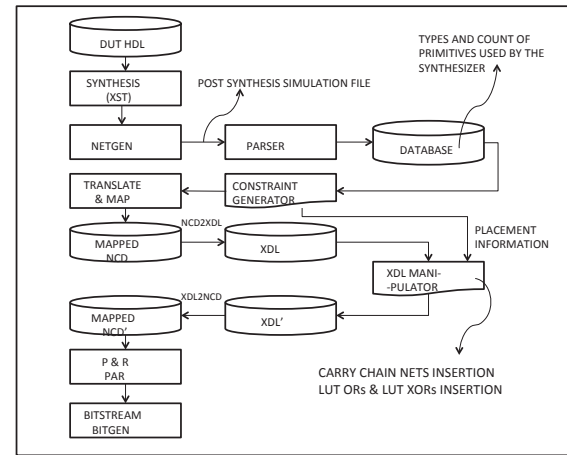 DUT HDL
TYPES AND COUNT OF
PRIMITIVES USED BY THE
SYNTHESIZER
SYNTHESIS
(XST)
POST SYNTHESIS SIMULATION FILE
NETGEN
PARSER
DATABASE
TRANSLATE
& MAP
CONSTRAINT
GENERATOR
NCD2XDL
PLACEMENT
INFORMATION
MAPPED
NCD
XDL
XDL MANI-
-PULATOR
XDL2NCD
MAPPED
NCD'
XDL'
P & R
PAR
CARRY CHAIN NETS INSERTION
LUT ORs & LUT XORs INSERTION
BITSTREAM
BITGEN